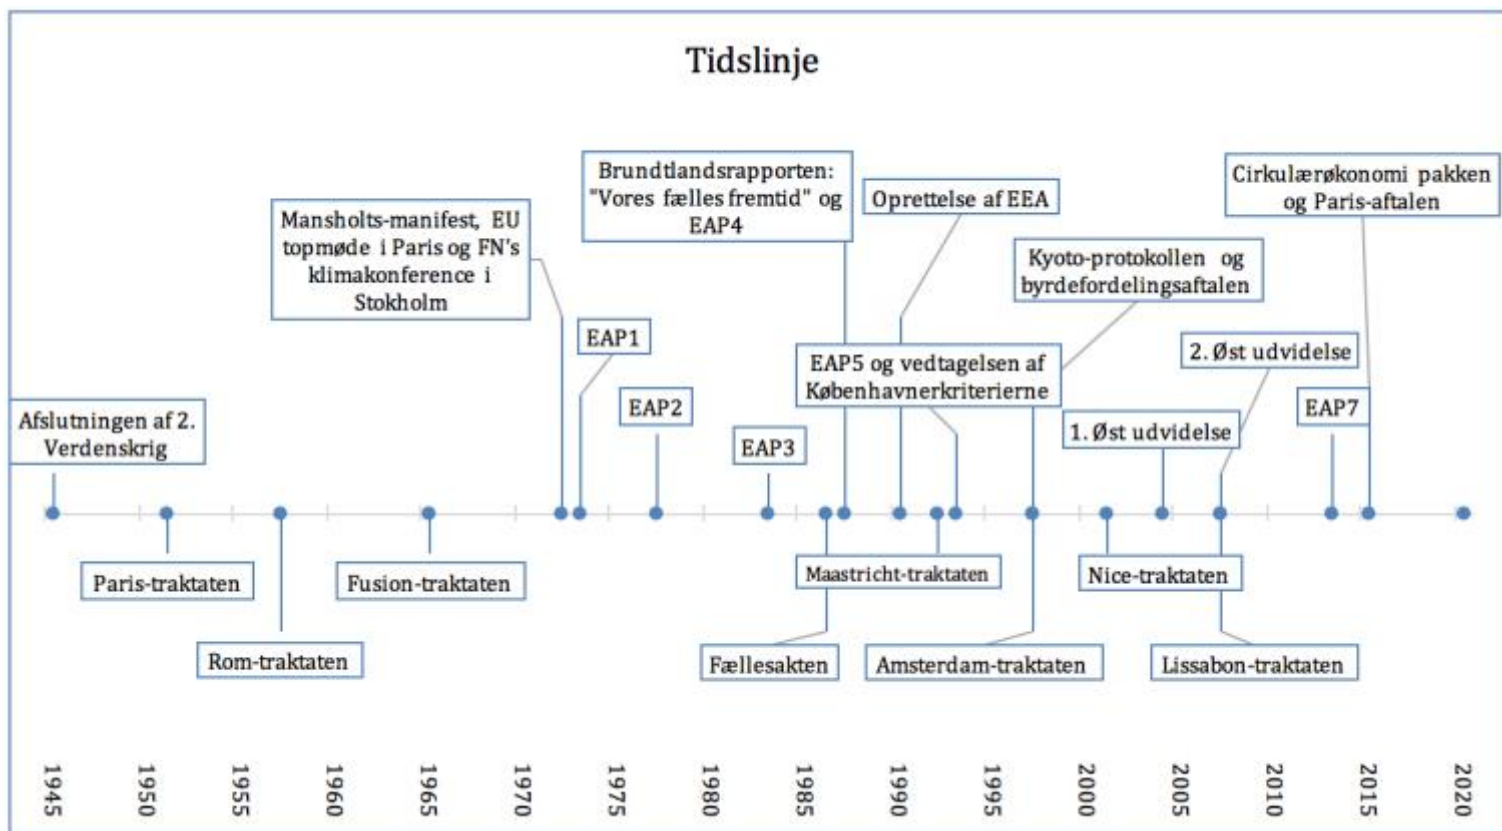 Tidslinje
Brundtlandsrapporten:
"Vores fælles fremtid" og
EAP4
Cirkulærøkonomi pakken
og Paris-aftalen
Oprettelse af EEA
Mansholts-manifest, EU
topmøde i Paris og FN's
klimakonference i
Stokholm
Kyoto-protokollen og
byrdefordelingsaftalen
EAP1
EAP5 og vedtagelsen af
Københavnerkriterierne
2. Øst udvidelse
Afslutningen af 2.
Verdenskrig
EAP2
EAP3
1. Øst udvidelse
EAP7
Paris-traktaten
Fusion-traktaten
Maastricht-traktaten
Nice-traktaten
Rom-traktaten
Fællesakten
Amsterdam-traktaten
Lissabon-traktaten
1945
1950
1955
1960
1965
1970
1975
1980
1985
1990
1995
2000
2005
2010
2015
2020